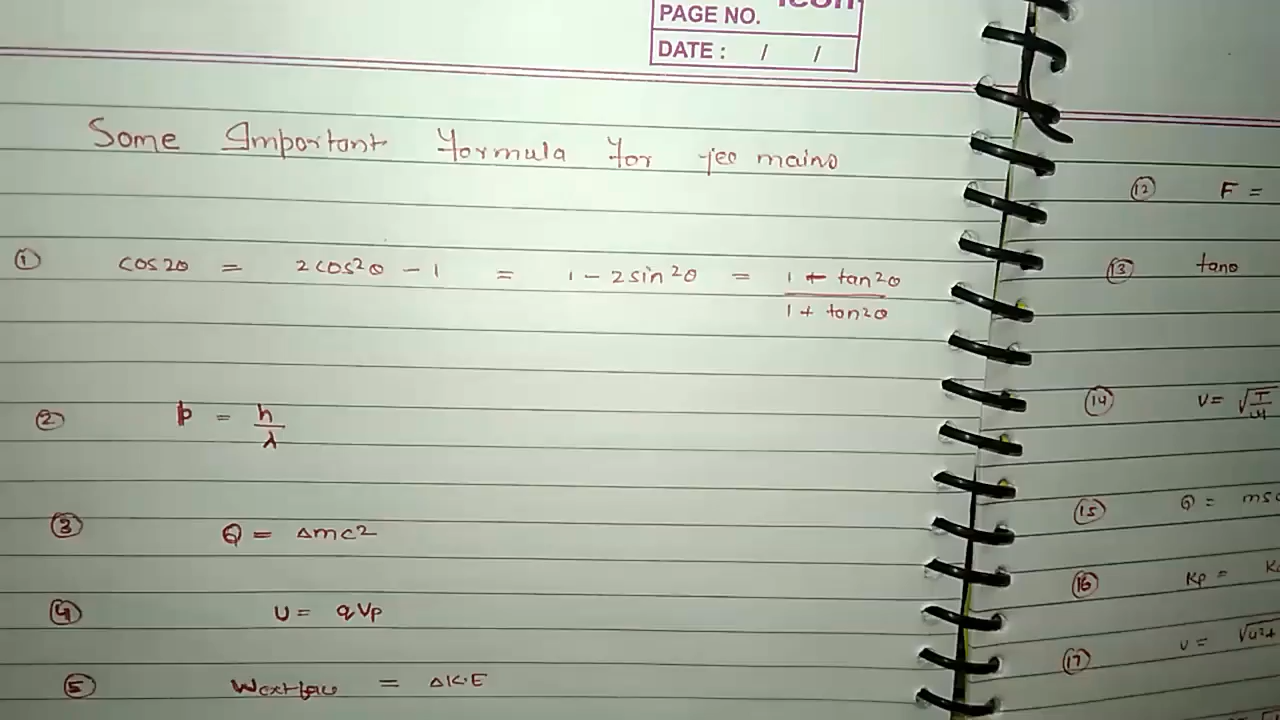 PAGE NO.
DATE : / /
Some Important formula for jee mains
① cos2θ = 2cos²θ - 1 = 1 - 2sin²θ = 1 - tan²θ / 1 + tan²θ
② p = h / λ
③ Q = Δmc²
④ U = qVp
⑤ = ΔK.E
⑫ F =
⑬ tanθ
⑭ v = √T
⑮ Q = ms
⑯ Kp = K
⑰ v = √u²+